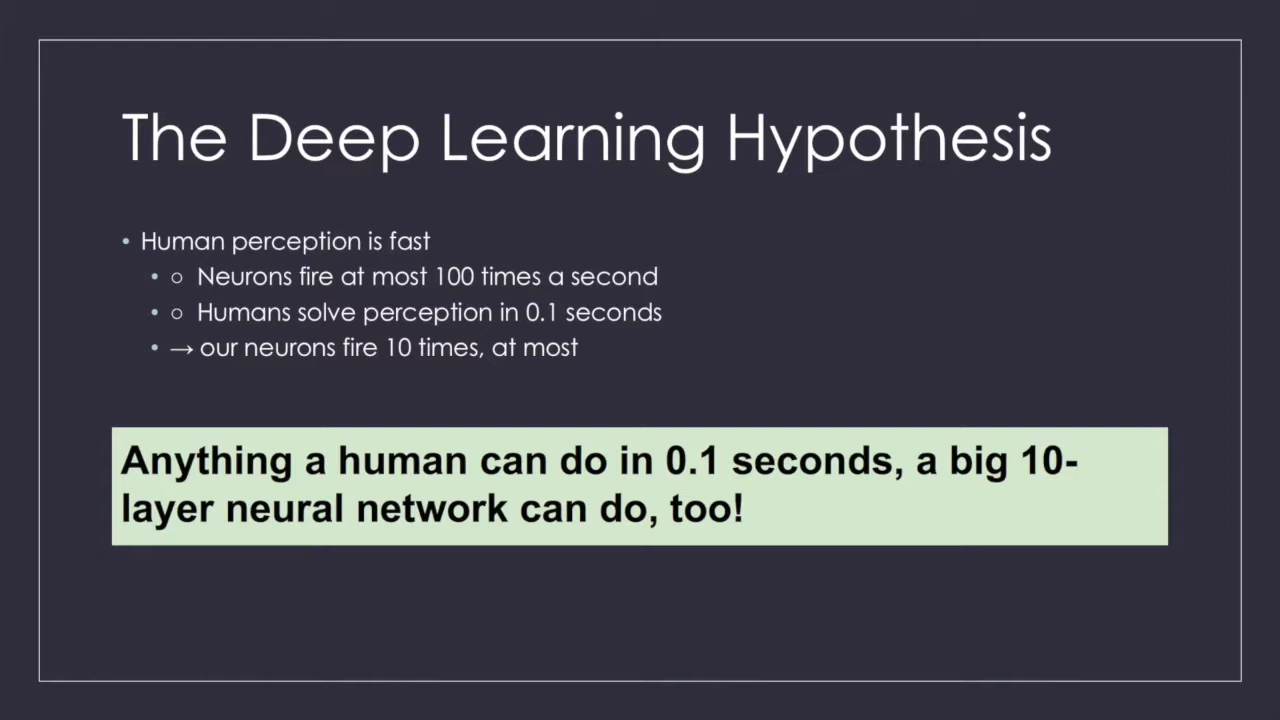 The Deep Learning Hypothesis
• Human perception is fast
• ○ Neurons fire at most 100 times a second
• ○ Humans solve perception in 0.1 seconds
• → our neurons fire 10 times, at most
Anything a human can do in 0.1 seconds, a big 10-
layer neural network can do, too!